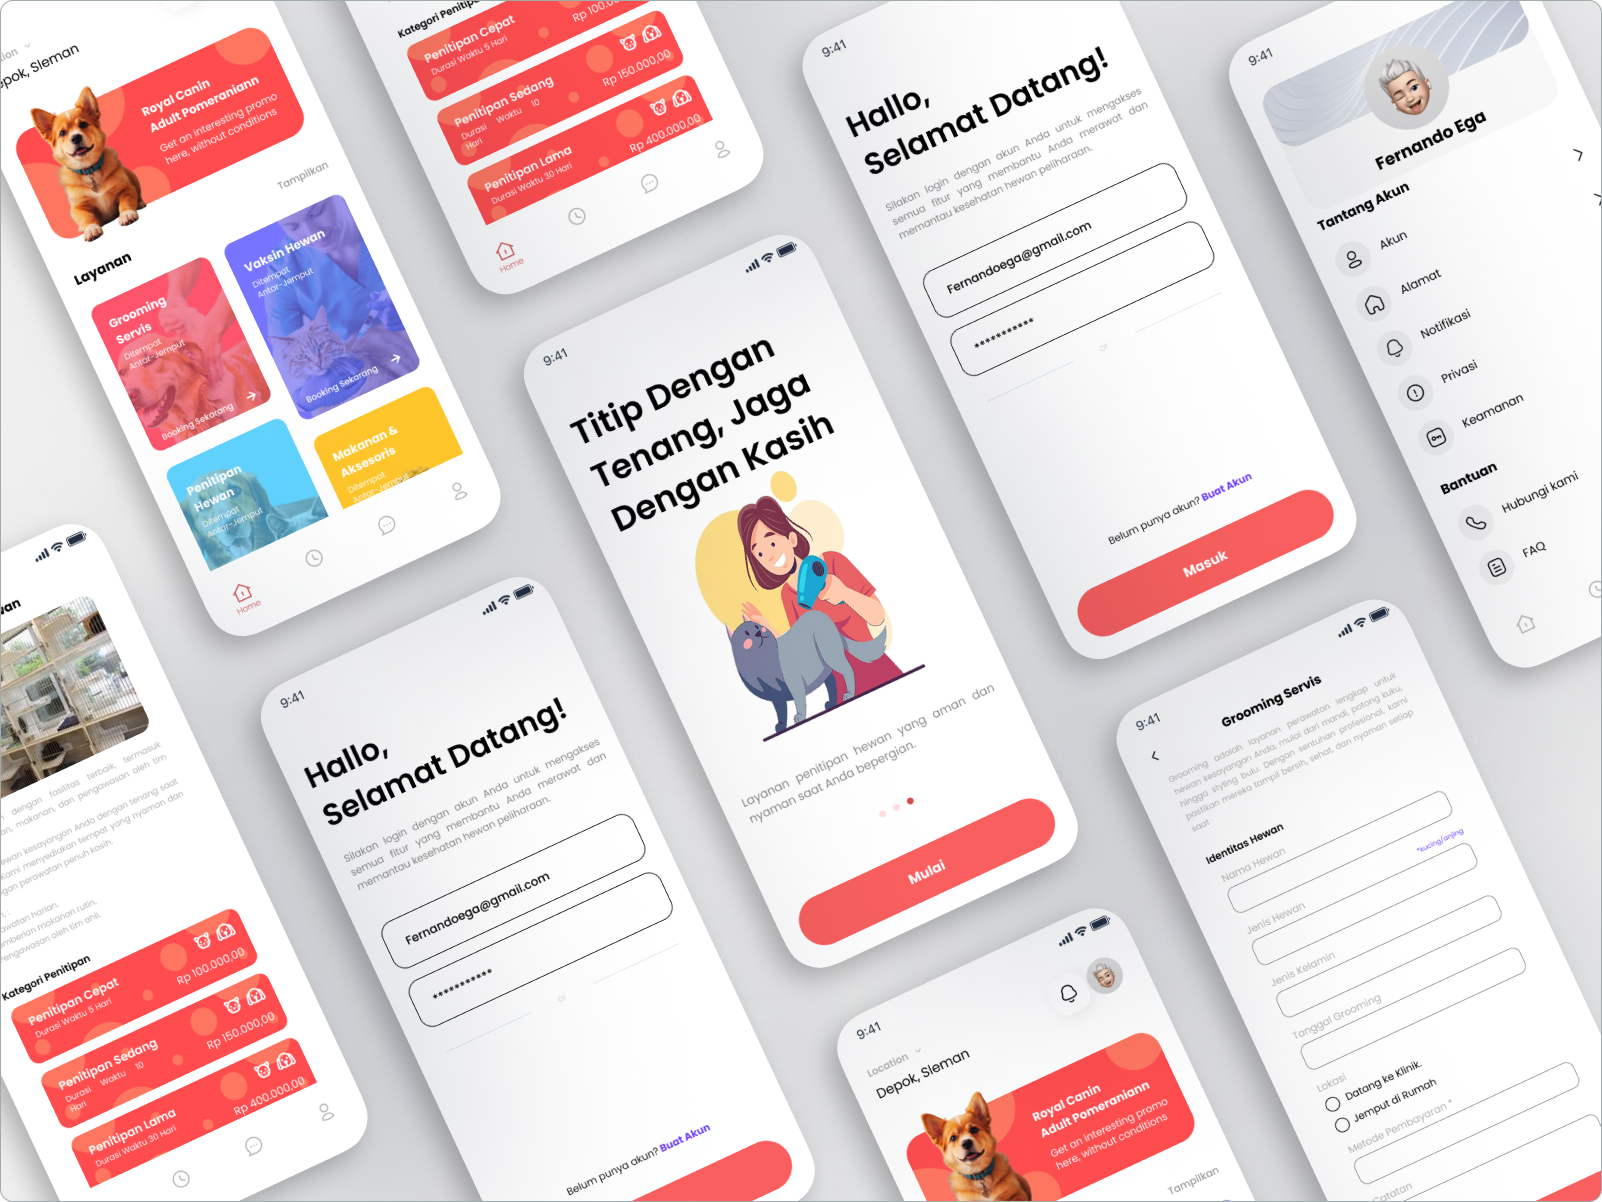 Depok, Sleman
Royal Canin
Adult Pomeraniann
Get an interesting promo
here, without conditions
Tampilkan
Layanan
Grooming
Servis
Ditempat
Antar-Jemput
Booking Sekarang
Vaksin Hewan
Ditempat
Antar-Jemput
Booking Sekarang
Penitipan
Hewan
Ditempat
Antar-Jemput
Makanan &
Aksesoris
Ditempat
Antar-Jemput
Home
Kategori Penitipan
Penitipan Cepat
Durasi Waktu 5 Hari
Penitipan Sedang
Durasi Waktu 10
Hari
Rp 150.000,00
Penitipan Lama
Durasi Waktu 30 Hari
Rp 400.000,00
Home
9:41
Hallo,
Selamat Datang!
Silakan login dengan akun Anda untuk mengakses
semua fitur yang membantu Anda merawat dan
memantau kesehatan hewan peliharaan.
Fernandoega@gmail.com
***********
or
Belum punya akun? Buat Akun
Masuk
9:41
Fernando Ega
Tantang Akun
Akun
Alamat
Notifikasi
Privasi
Keamanan
Bantuan
Hubungi kami
FAQ
dengan fasilitas terbaik, termasuk
makanan, dan pengawasan oleh tim
hewan kesayangan Anda dengan tenang saat
Kami menyediakan tempat yang nyaman dan
perawatan penuh kasih.
harian.
makanan rutin.
Pengawasan oleh tim ahli.
Kategori Penitipan
Penitipan Cepat
Durasi Waktu 5 Hari
Rp 100.000,00
Penitipan Sedang
Durasi Waktu 10
Hari
Rp 150.000,00
Penitipan Lama
Durasi Waktu 30 Hari
Rp 400.000,00
9:41
Hallo,
Selamat Datang!
Silakan login dengan akun Anda untuk mengakses
semua fitur yang membantu Anda merawat dan
memantau kesehatan hewan peliharaan.
Fernandoega@gmail.com
***********
or
Belum punya akun? Buat Akun
9:41
Titip Dengan
Tenang, Jaga
Dengan Kasih
Layanan penitipan hewan yang aman dan
nyaman saat Anda bepergian.
Mulai
9:41
Location
Depok, Sleman
Royal Canin
Adult Pomeraniann
Get an interesting promo
here, without conditions
Tampilkan
9:41
Grooming Servis
Grooming adalah layanan perawatan lengkap untuk
hewan kesayangan Anda, mulai dari mandi, potong kuku,
hingga styling bulu. Dengan sentuhan profesional, kami
pastikan mereka tampil bersih, sehat, dan nyaman setiap
saat
Identitas Hewan
Nama Hewan
*kucing/anjing
Jenis Hewan
Jenis Kelamin
Tanggal Grooming
Lokasi
Datang ke Klinik.
Jemput di Rumah
Metode Pembayaran *
Catatan